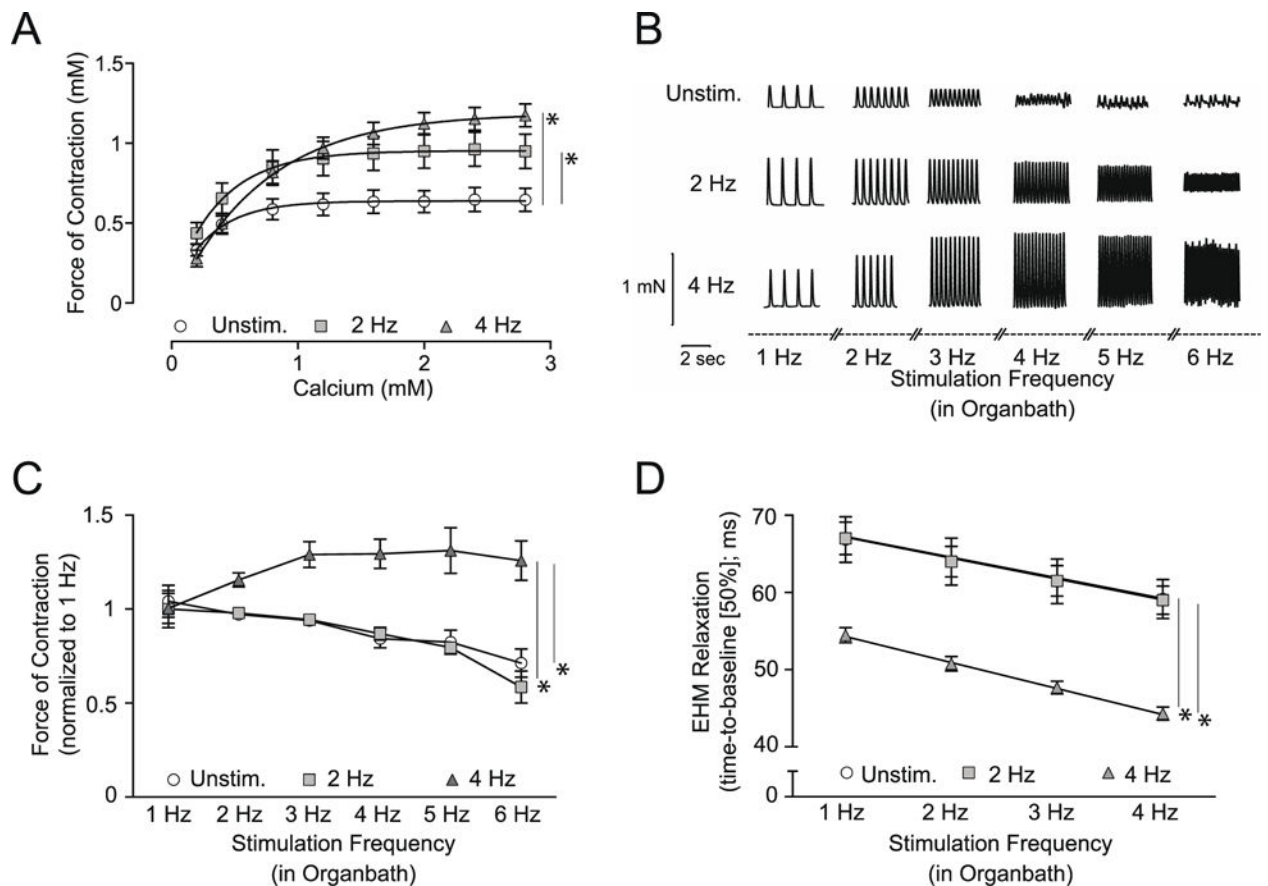 A
Force of Contraction (mM)
1.5
1
0.5
0
*
*
Unstim. 2 Hz 4 Hz
0 1 2 3
Calcium (mM)
B
Unstim.
2 Hz
1 mN 4 Hz
2 sec 1 Hz 2 Hz 3 Hz 4 Hz 5 Hz 6 Hz
Stimulation Frequency
(in Organbath)
C
Force of Contraction
(normalized to 1 Hz)
1.5
1
0.5
0
*
*
Unstim. 2 Hz 4 Hz
1 Hz 2 Hz 3 Hz 4 Hz 5 Hz 6 Hz
Stimulation Frequency
(in Organbath)
D
EHM Relaxation
(time-to-baseline [50%]; ms)
70
60
50
40
0
*
*
Unstim. 2 Hz 4 Hz
1 Hz 2 Hz 3 Hz 4 Hz
Stimulation Frequency
(in Organbath)